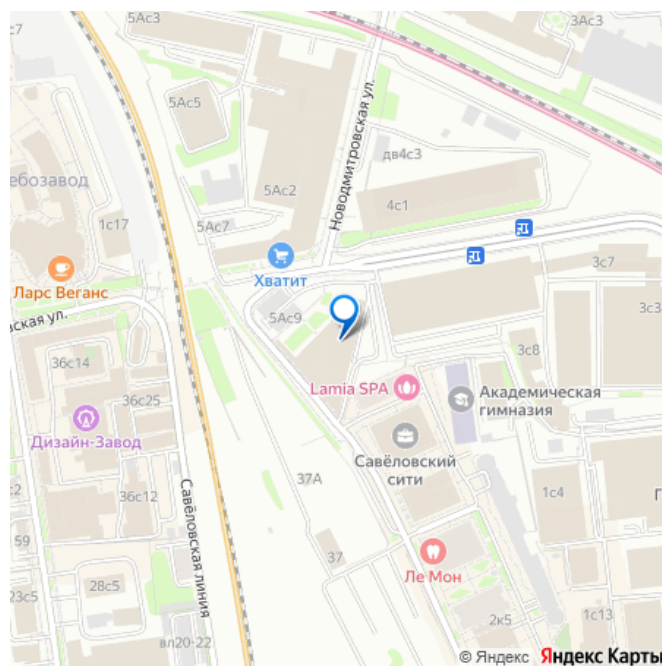 с7
5Ас3
3Ас3
5Ас5
Новодмитровская ул.
дв4с3
ебозавод
5Ас2
4с1
1с17
5Ас7
Хватит
Ларс Веганс
3с7
3с3
вская ул.
5Ас9
3с8
36с14
Lamia SPA
Академическая
гимназия
36с25
Дизайн-Завод
Савёловский
сити
с2
37А
36с12
1с4
П
Савёловская линия
59
37
Ле Мон
28с5
23с5
2к5
1с13
вл20-22
© Яндекс Яндекс Карты